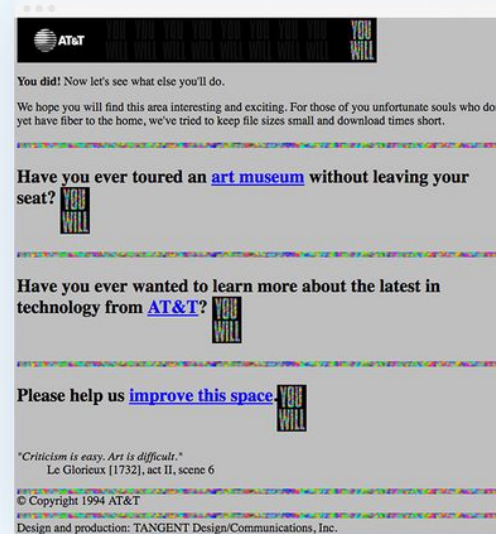 AT&T YOU WILL YOU WILL YOU WILL YOU WILL YOU WILL YOU WILL YOU WILL YOU WILL
You did! Now let's see what else you'll do.
We hope you will find this area interesting and exciting. For those of you unfortunate souls who do
yet have fiber to the home, we've tried to keep file sizes small and download times short.
Have you ever toured an art museum without leaving your
seat? YOU WILL
Have you ever wanted to learn more about the latest in
technology from AT&T? YOU WILL
Please help us improve this space. YOU WILL
"Criticism is easy. Art is difficult."
Le Glorieux [1732], act II, scene 6
© Copyright 1994 AT&T
Design and production: TANGENT Design/Communications, Inc.